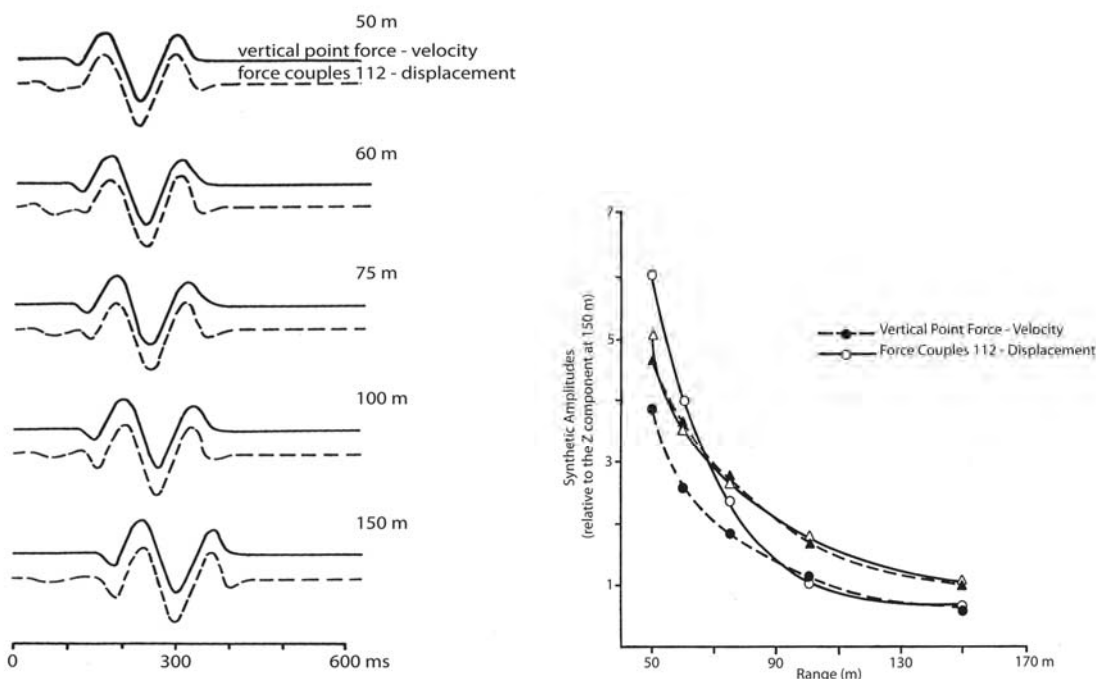 50 m
vertical point force - velocity
force couples 112 - displacement
60 m
75 m
100 m
150 m
0 300 600 ms
7
5
3
1
Synthetic Amplitudes
(relative to the Z component at 150 m)
Vertical Point Force - Velocity
Force Couples 112 - Displacement
50 90 130 170 m
Range (m)